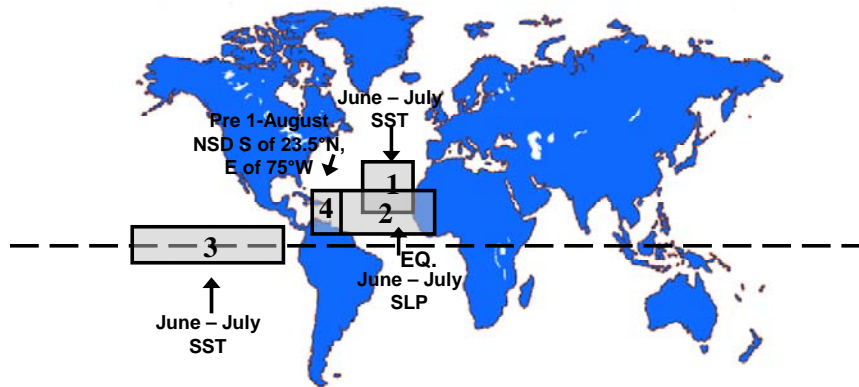 June – July
SST
Pre 1-August
NSD S of 23.5°N,
E of 75°W
1
4
2
3
EQ.
June – July
SLP
June – July
SST